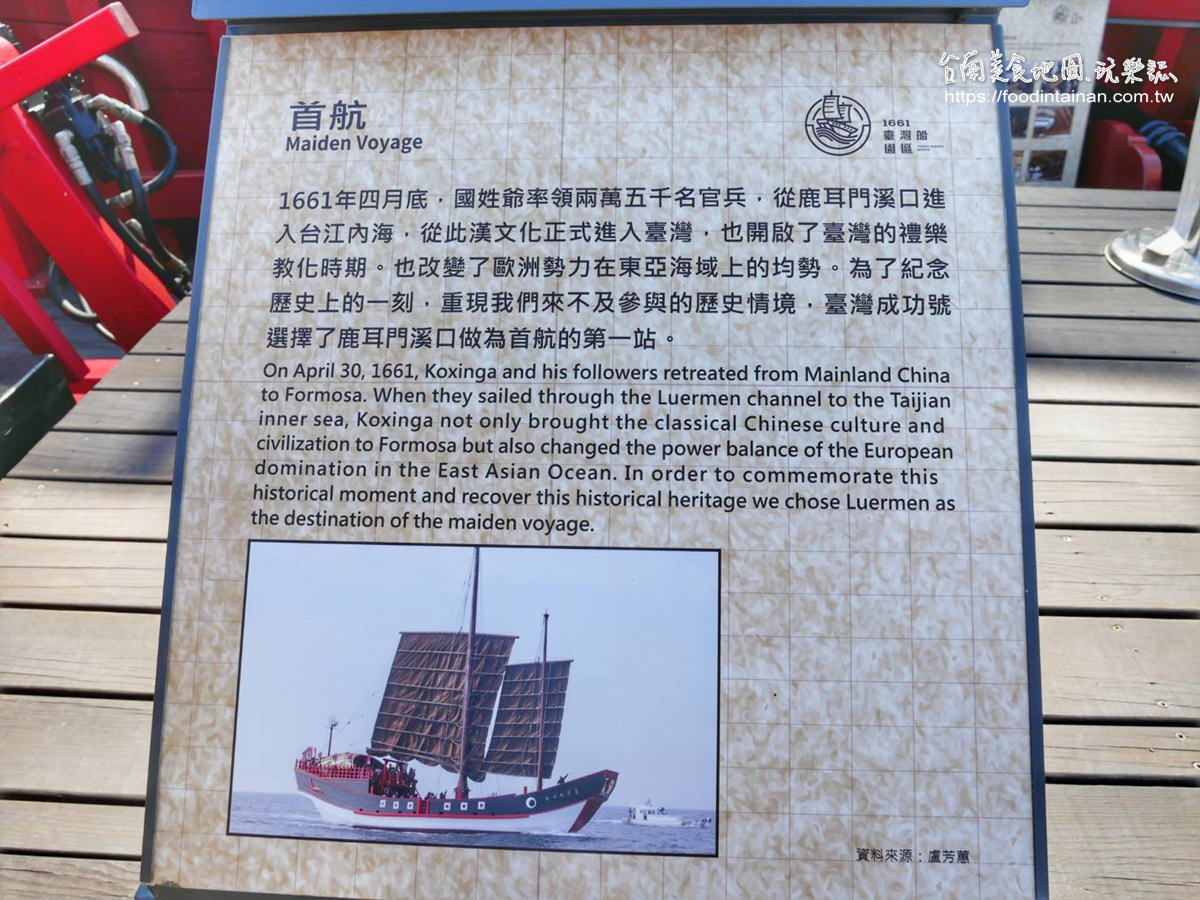 台南美食地圖.玩樂誌
https://foodintainan.com.tw
首航
Maiden Voyage
1661
臺灣船
園區
1661年四月底，國姓爺率領兩萬五千名官兵，從鹿耳門溪口進
入台江內海，從此漢文化正式進入臺灣，也開啟了臺灣的禮樂
教化時期。也改變了歐洲勢力在東亞海域上的均勢。為了紀念
歷史上的一刻，重現我們來不及參與的歷史情境，臺灣成功號
選擇了鹿耳門溪口做為首航的第一站。
On April 30, 1661, Koxinga and his followers retreated from Mainland China
to Formosa. When they sailed through the Luermen channel to the Taijian
inner sea, Koxinga not only brought the classical Chinese culture and
civilization to Formosa but also changed the power balance of the European
domination in the East Asian Ocean. In order to commemorate this
historical moment and recover this historical heritage we chose Luermen as
the destination of the maiden voyage.
資料來源：盧芳蕙